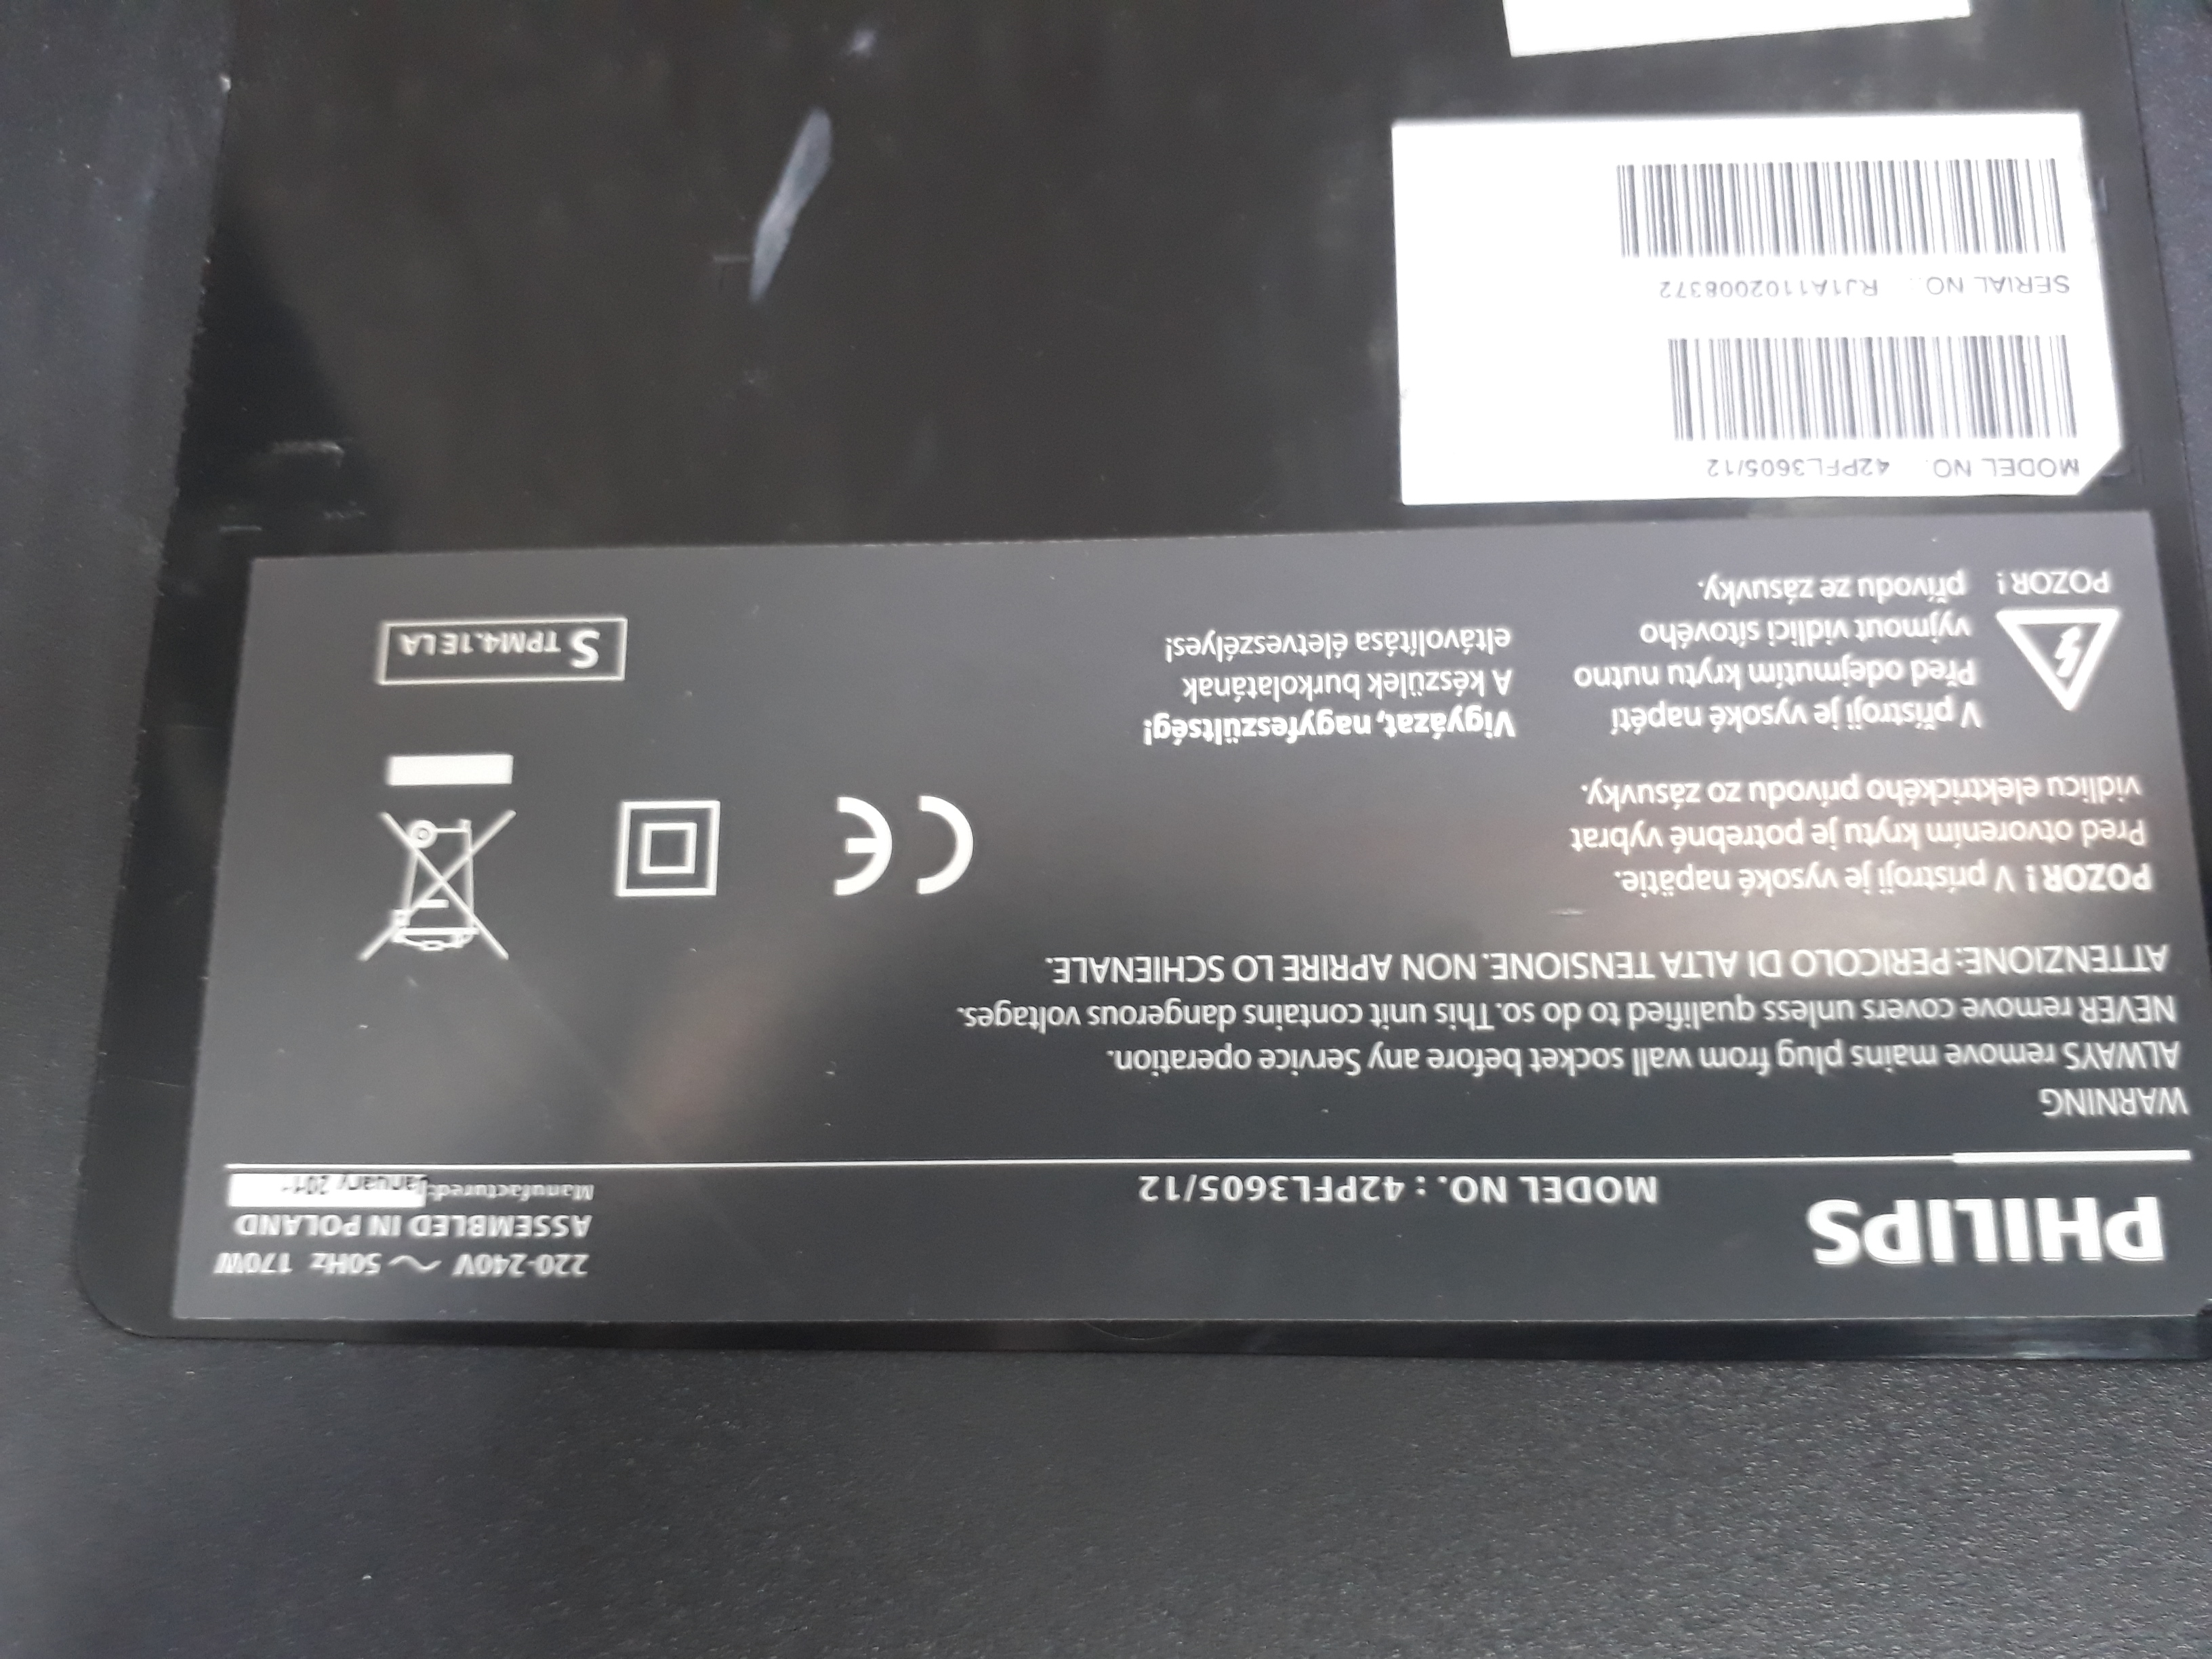 PHILIPS
MODEL NO. : 42PFL3605/12
220-240V ~ 50Hz 170W
ASSEMBLED IN POLAND
Manufactured: January 2011
WARNING
ALWAYS remove mains plug from wall socket before any Service operation.
NEVER remove covers unless qualified to do so. This unit contains dangerous voltages.
ATTENZIONE: PERICOLO DI ALTA TENSIONE. NON APRIRE LO SCHIENALE.
POZOR! V prístroji je vysoké napätie.
Pred otvorením krytu je potrebné vybrat
vidlicu elektrického prívodu zo zásuvky.
CE
V přístroji je vysoké napětí
Před odejmutím krytu nutno
vyjmout vidlici síťového
přívodu ze zásuvky.
POZOR!
Vigyázat, nagyfeszültség!
A készülek burkolatának
eltávolítása életveszélyes!
S TPM4.1E LA
MODEL NO. : 42PFL3605/12
SERIAL NO. : RJ1A1102008372